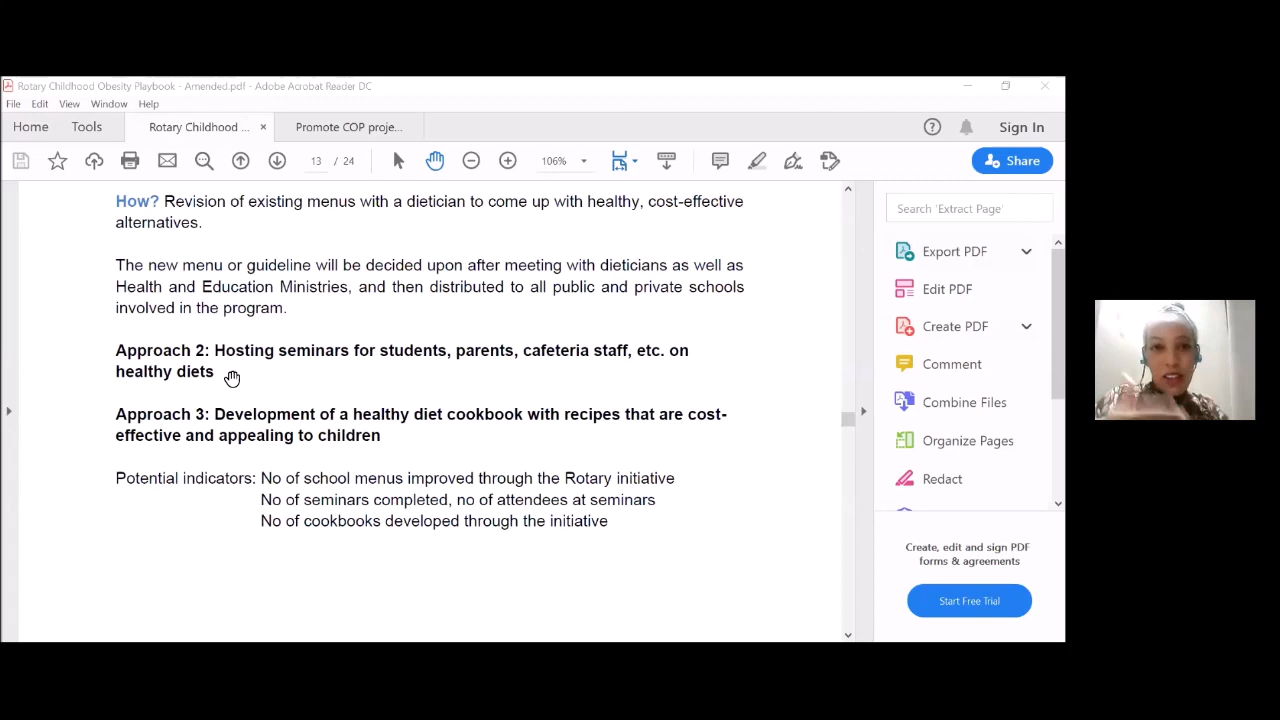 Rotary Childhood Obesity Playbook - Amended.pdf - Adobe Acrobat Reader DC
File Edit View Window Help
Home Tools Rotary Childhood ... × Promote COP proje... Sign In
13 / 24 106% Share
How? Revision of existing menus with a dietician to come up with healthy, cost-effective
alternatives.
The new menu or guideline will be decided upon after meeting with dieticians as well as
Health and Education Ministries, and then distributed to all public and private schools
involved in the program.
Approach 2: Hosting seminars for students, parents, cafeteria staff, etc. on
healthy diets
Approach 3: Development of a healthy diet cookbook with recipes that are cost-
effective and appealing to children
Potential indicators: No of school menus improved through the Rotary initiative
No of seminars completed, no of attendees at seminars
No of cookbooks developed through the initiative
Search 'Extract Page'
Export PDF
Edit PDF
Create PDF
Comment
Combine Files
Organize Pages
Redact
Create, edit and sign PDF
forms & agreements
Start Free Trial